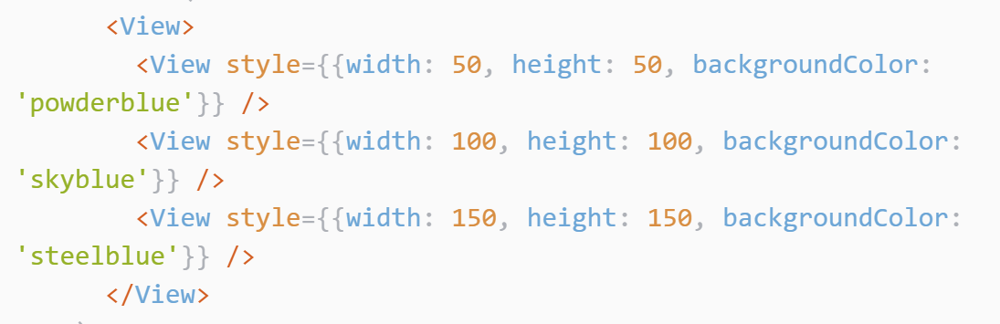 <View>
<View style={{width: 50, height: 50, backgroundColor:
'powderblue'}} />
<View style={{width: 100, height: 100, backgroundColor:
'skyblue'}} />
<View style={{width: 150, height: 150, backgroundColor:
'steelblue'}} />
</View>